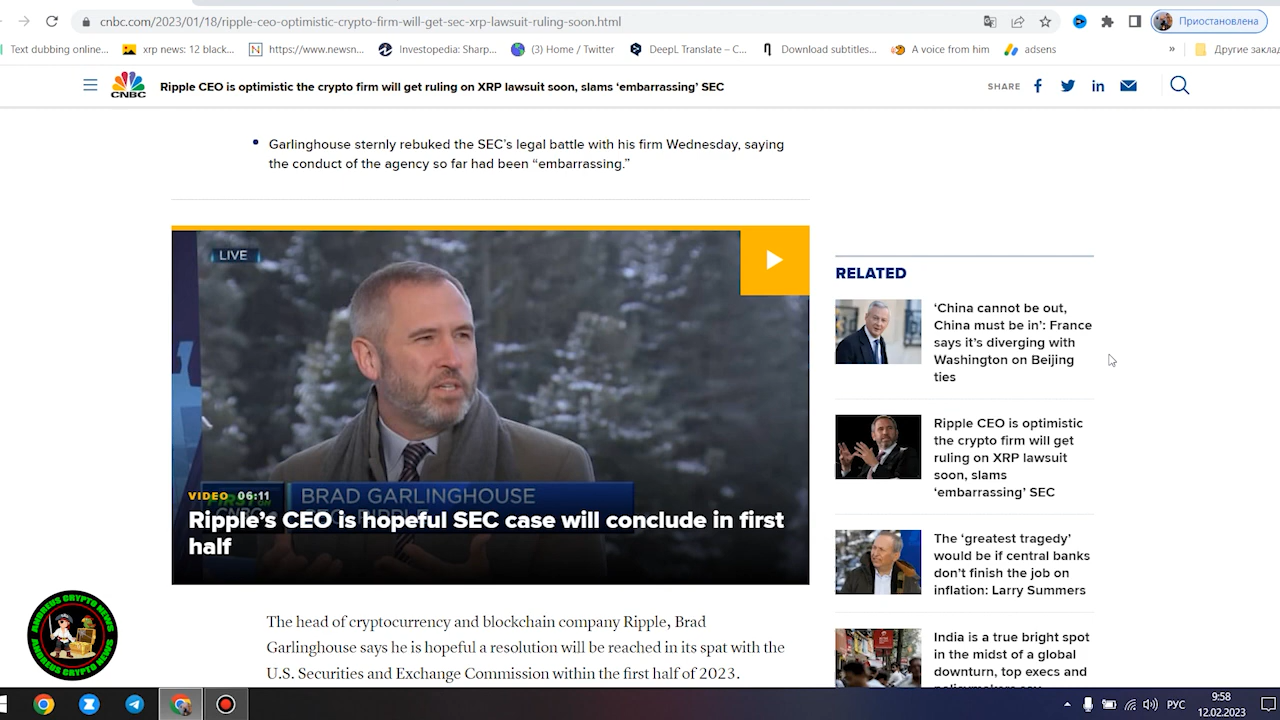 cnbc.com/2023/01/18/ripple-ceo-optimistic-crypto-firm-will-get-sec-xrp-lawsuit-ruling-soon.html
Приостановлена
Text dubbing online...
xrp news: 12 black...
https://www.newsn...
Investopedia: Sharp...
(3) Home / Twitter
DeepL Translate – C...
Download subtitles...
A voice from him
adsens
»
Другие закла
CNBC
Ripple CEO is optimistic the crypto firm will get ruling on XRP lawsuit soon, slams ‘embarrassing’ SEC
SHARE
• Garlinghouse sternly rebuked the SEC’s legal battle with his firm Wednesday, saying
the conduct of the agency so far had been “embarrassing.”
LIVE
VIDEO 06:11
BRAD GARLINGHOUSE
Ripple’s CEO is hopeful SEC case will conclude in first
half
The head of cryptocurrency and blockchain company Ripple, Brad
Garlinghouse says he is hopeful a resolution will be reached in its spat with the
U.S. Securities and Exchange Commission within the first half of 2023.
RELATED
‘China cannot be out,
China must be in’: France
says it’s diverging with
Washington on Beijing
ties
Ripple CEO is optimistic
the crypto firm will get
ruling on XRP lawsuit
soon, slams
‘embarrassing’ SEC
The ‘greatest tragedy’
would be if central banks
don’t finish the job on
inflation: Larry Summers
India is a true bright spot
in the midst of a global
downturn, top execs and
ANDREUS CRYPTO NEWS
ANDREUS CRYPTO NEWS
РУС
9:58
12.02.2023